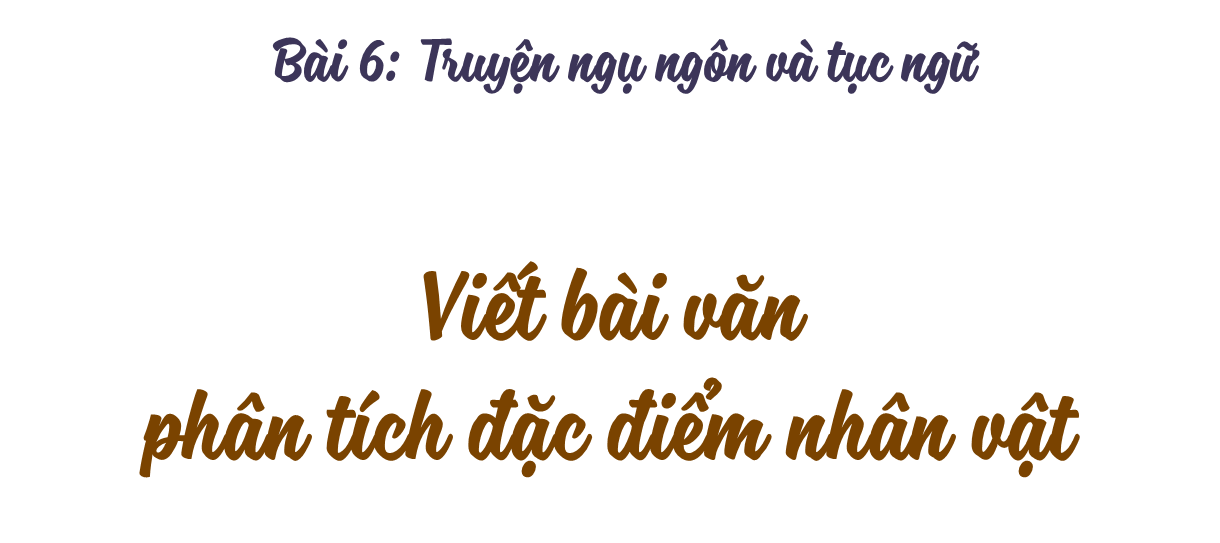 Bài 6: Truyện ngụ ngôn và tục ngữ
Viết bài văn
phân tích đặc điểm nhân vật